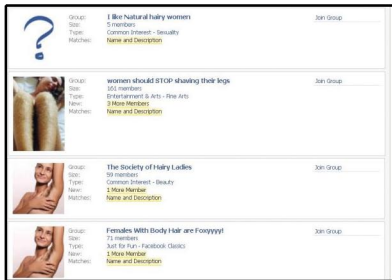 Group: I like Natural hairy women Join Group
Size: 5 members
Type: Common Interest - Sexuality
Matches: Name and Description
Group: women should STOP shaving their legs Join Group
Size: 161 members
Type: Entertainment & Arts - Fine Arts
New: 3 More Members
Matches: Name and Description
Group: The Society of Hairy Ladies Join Group
Size: 59 members
Type: Common Interest - Beauty
New: 1 More Member
Matches: Name and Description
Group: Females With Body Hair are Foxyyyy! Join Group
Size: 71 members
Type: Just for Fun - Facebook Classics
New: 1 More Member
Matches: Name and Description